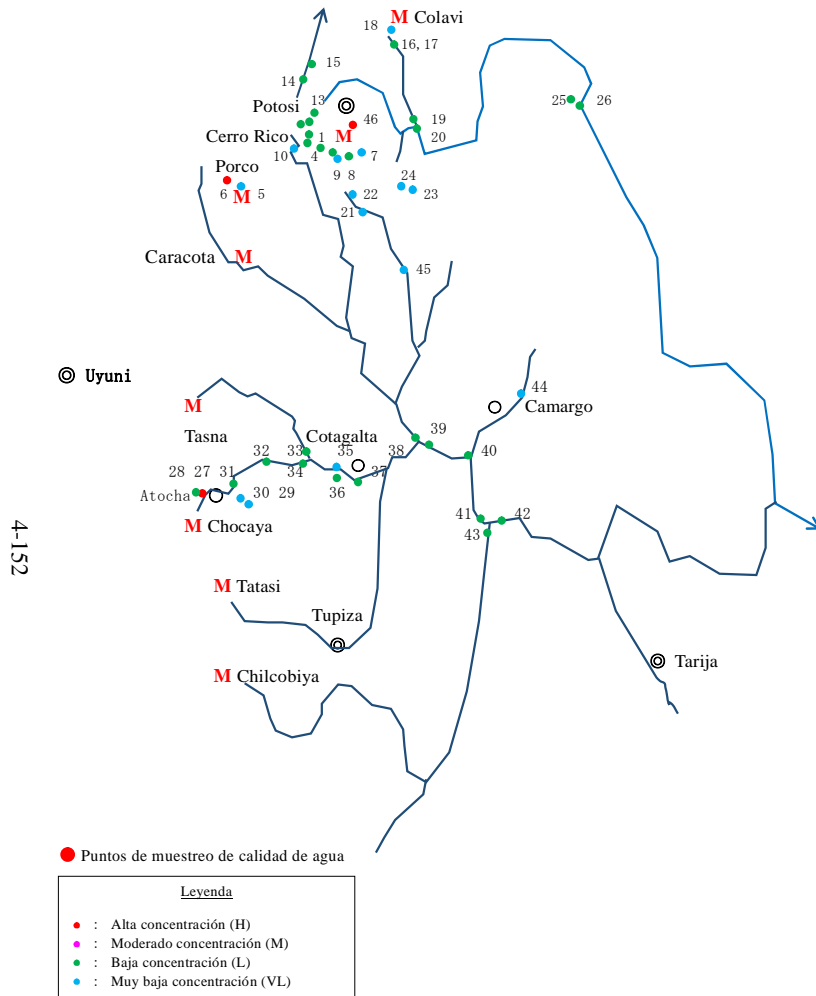 18 M Colavi
16, 17
15
14
Potosi 13
25 26
46
19
Cerro Rico 1 M
20
10 4 7
Porco
9 8 24
6 M 5 22 23
21
Caracota M
45
Uyuni
44
M
Camargo
39
Tasna Cotagalta
32 33 35 38
40
28 27 31 34 37
Atocha 30 29 36
41 42
M Chocaya
43
4-152
M Tatasi
Tupiza
Tarija
M Chilcobiya
Puntos de muestreo de calidad de agua
Leyenda
: Alta concentración (H)
: Moderado concentración (M)
: Baja concentración (L)
: Muy baja concentración (VL)